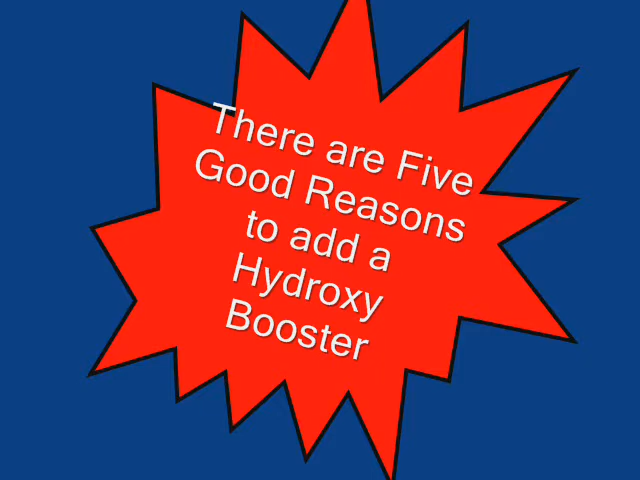 There are Five
Good Reasons
to add a
Hydroxy
Booster